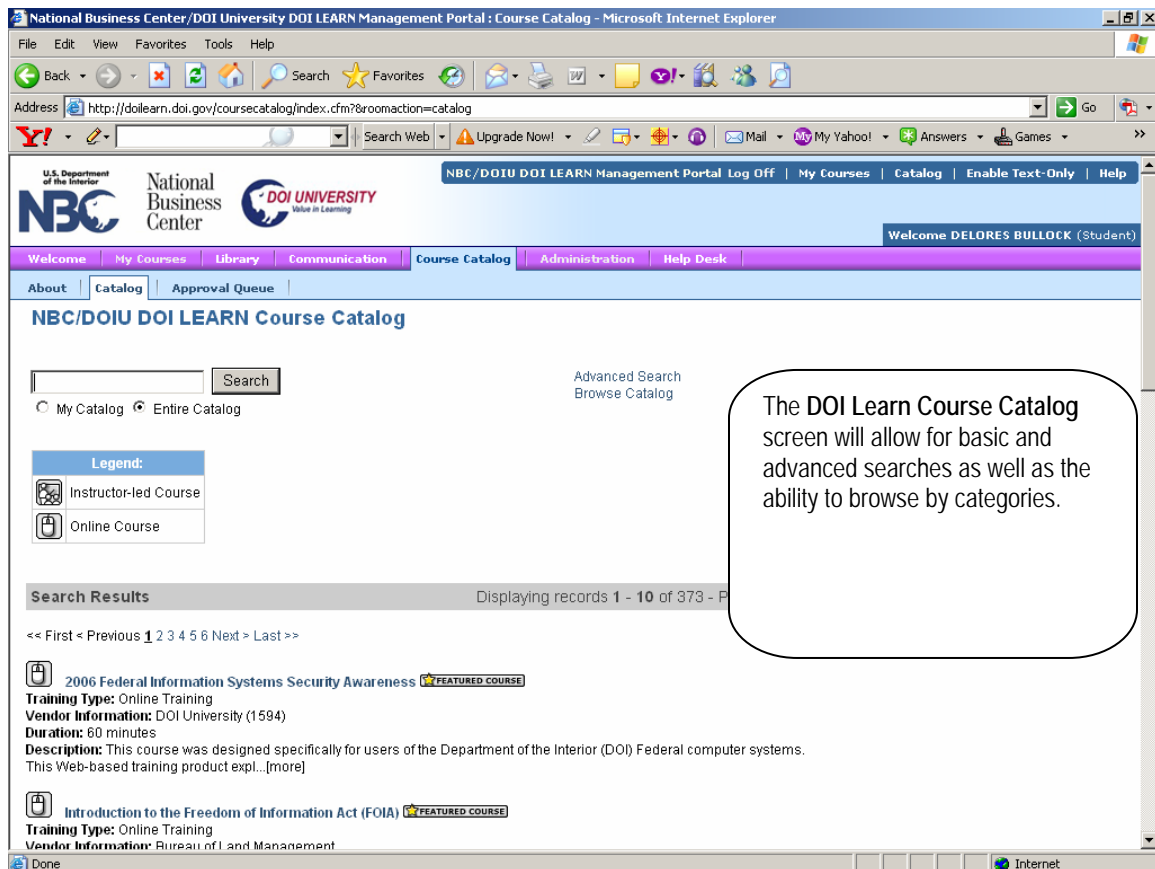 National Business Center/DOI University DOI LEARN Management Portal : Course Catalog - Microsoft Internet Explorer
File Edit View Favorites Tools Help
Back Search Favorites
Address http://doilearn.doi.gov/coursecatalog/index.cfm?&roomaction=catalog Go
Y! Search Web Upgrade Now! Mail My Yahoo! Answers Games >>
U.S. Department of the Interior
NBC
National Business Center
DOI UNIVERSITY
Value in Learning
NBC/DOIU DOI LEARN Management Portal Log Off | My Courses | Catalog | Enable Text-Only | Help
Welcome DELORES BULLOCK (Student)
Welcome | My Courses | Library | Communication | Course Catalog | Administration | Help Desk
About | Catalog | Approval Queue
NBC/DOIU DOI LEARN Course Catalog
Search
Advanced Search
Browse Catalog
My Catalog Entire Catalog
The DOI Learn Course Catalog
screen will allow for basic and
advanced searches as well as the
ability to browse by categories.
Legend:
Instructor-led Course
Online Course
Search Results Displaying records 1 - 10 of 373 - P
<< First < Previous 1 2 3 4 5 6 Next > Last >>
2006 Federal Information Systems Security Awareness FEATURED COURSE
Training Type: Online Training
Vendor Information: DOI University (1594)
Duration: 60 minutes
Description: This course was designed specifically for users of the Department of the Interior (DOI) Federal computer systems.
This Web-based training product expl...[more]
Introduction to the Freedom of Information Act (FOIA) FEATURED COURSE
Training Type: Online Training
Vendor Information: Bureau of Land Management
Done Internet